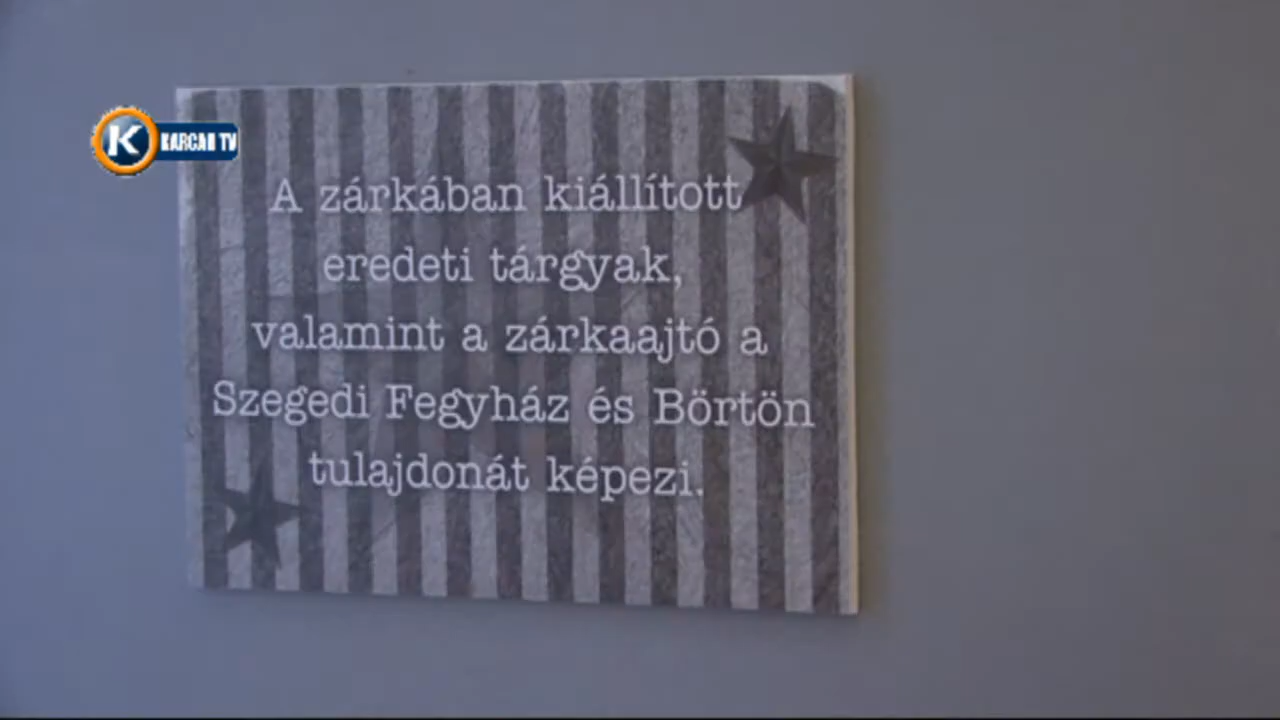 K KARCAG TV
A zárkában kiállított
eredeti tárgyak,
valamint a zárkaajtó a
Szegedi Fegyház és Börtön
tulajdonát képezi.